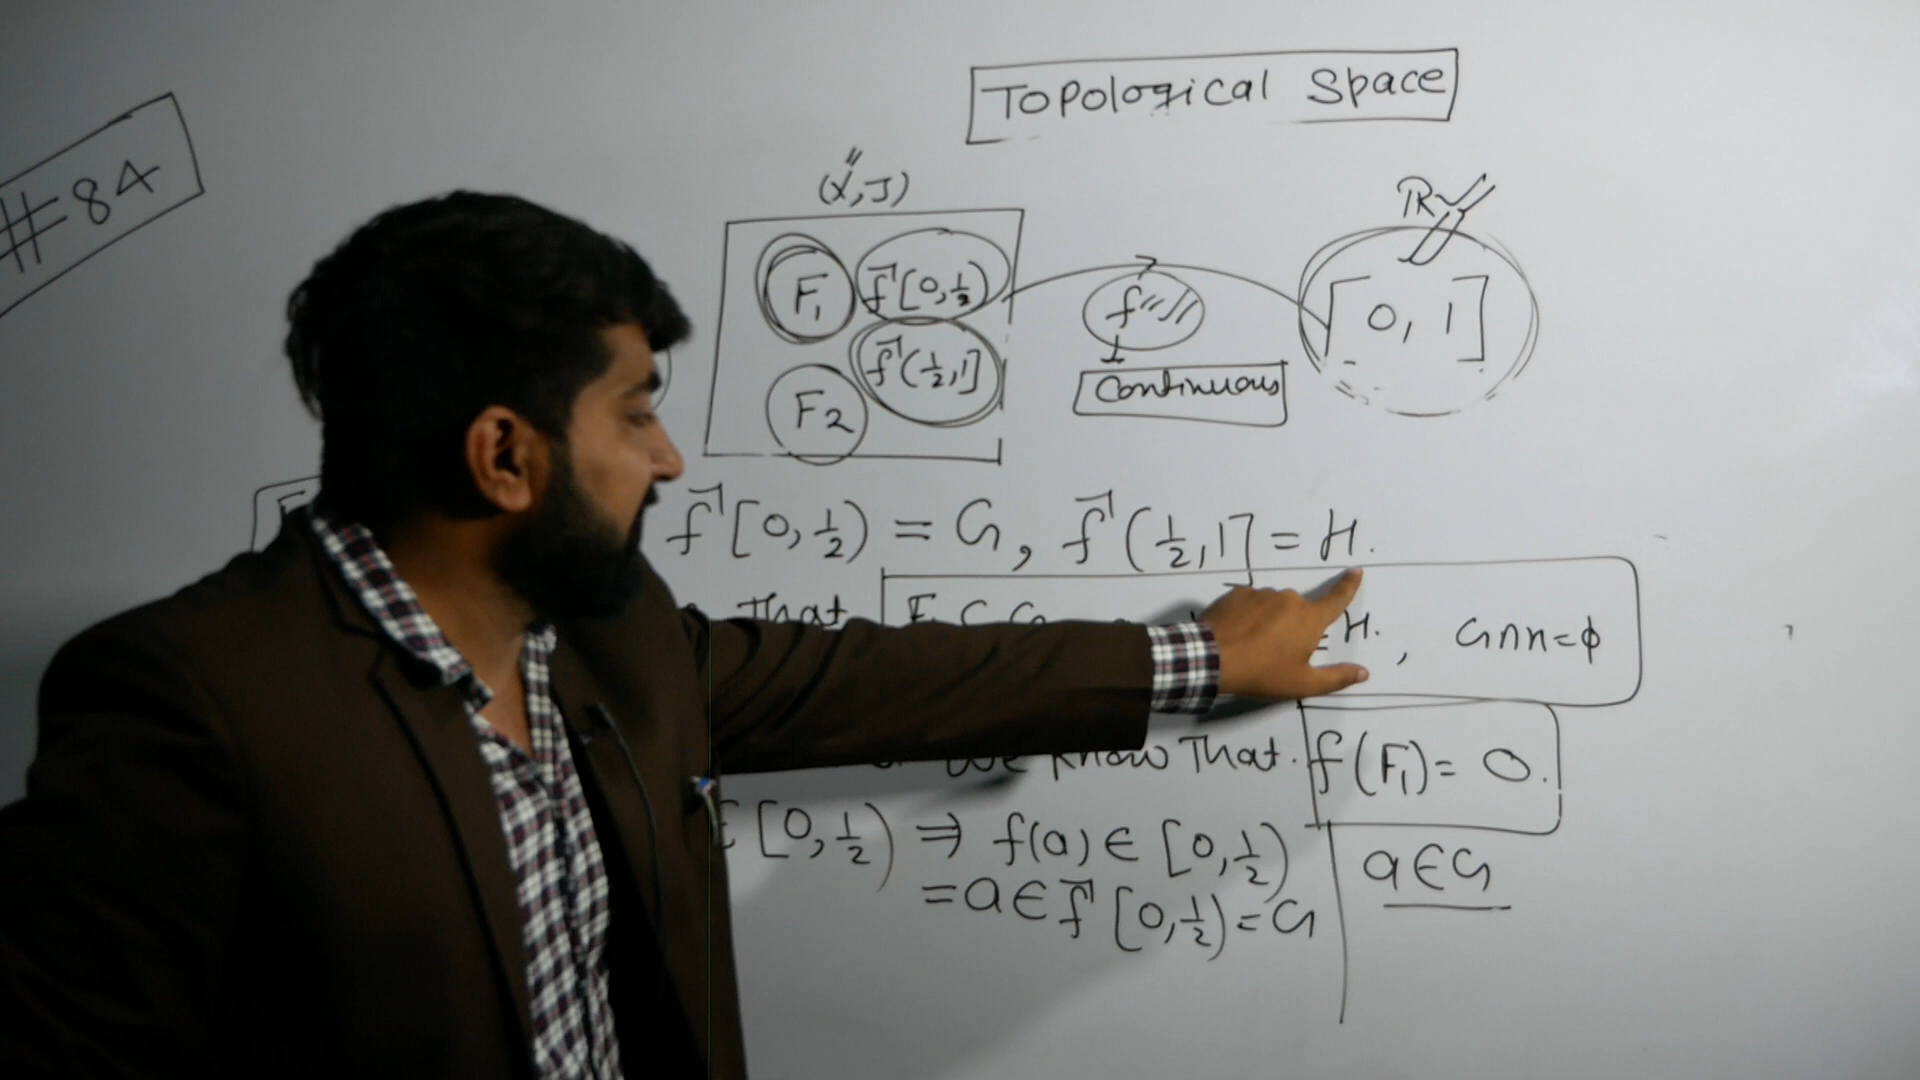 Topological Space
#84
(X, J)
IR
F₁ f⁻¹[0, ½)
f
[0, 1]
f⁻¹(½, 1]
F₂
Continuous
f⁻¹[0, ½) = G, f⁻¹(½, 1] = H.
That F₁ ⊂ G H. , G∩H = ϕ
we know That. f(F₁) = 0.
∈ [0, ½) ⇒ f(a) ∈ [0, ½) a ∈ G
= a ∈ f⁻¹[0, ½) = G